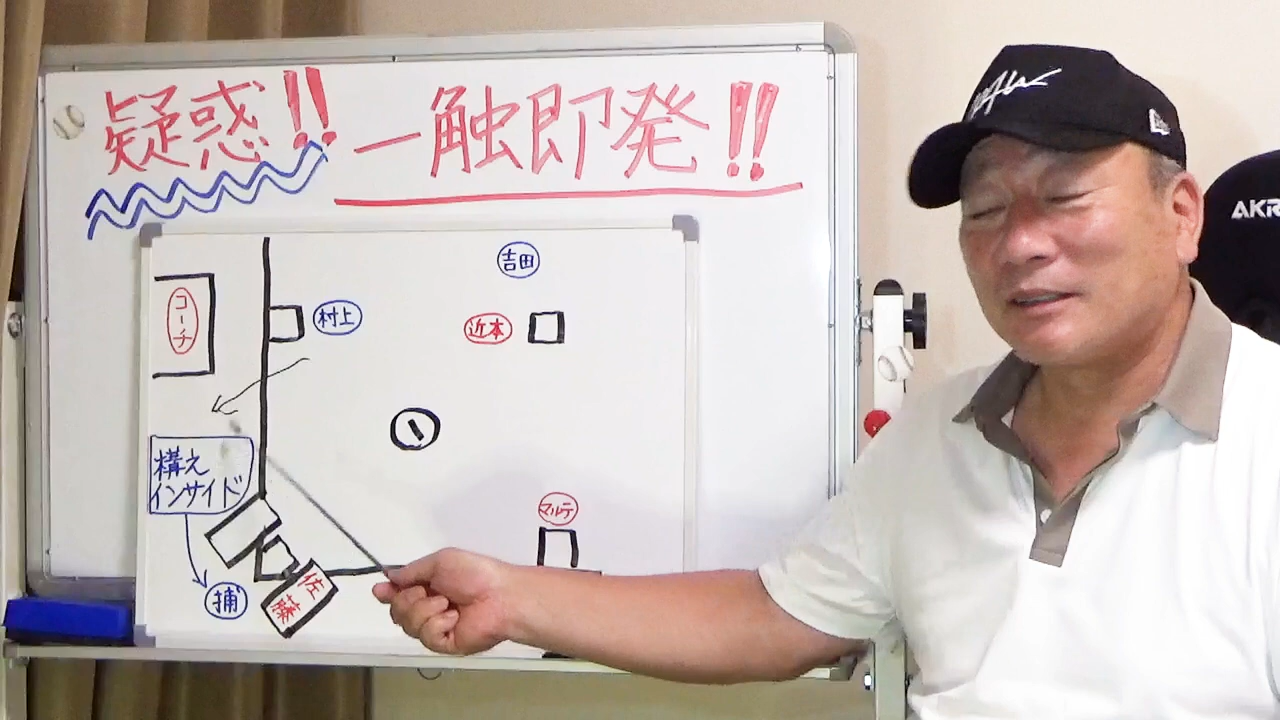 疑惑!! 一触即発!!
吉田
コーチ
村上
近本
構え
インサイド
マルテ
佐藤
捕
AKR